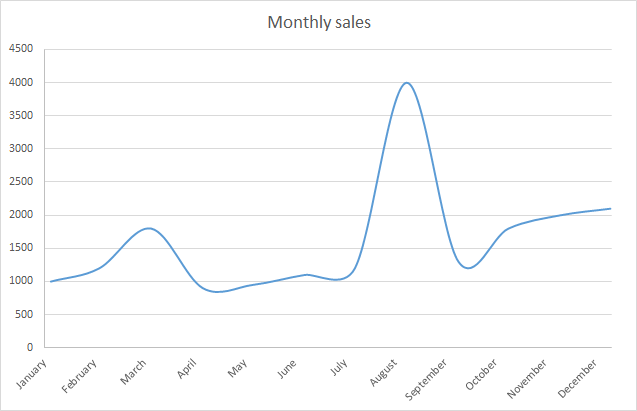 Monthly sales
4500
4000
3500
3000
2500
2000
1500
1000
500
0
January
February
March
April
May
June
July
August
September
October
November
December